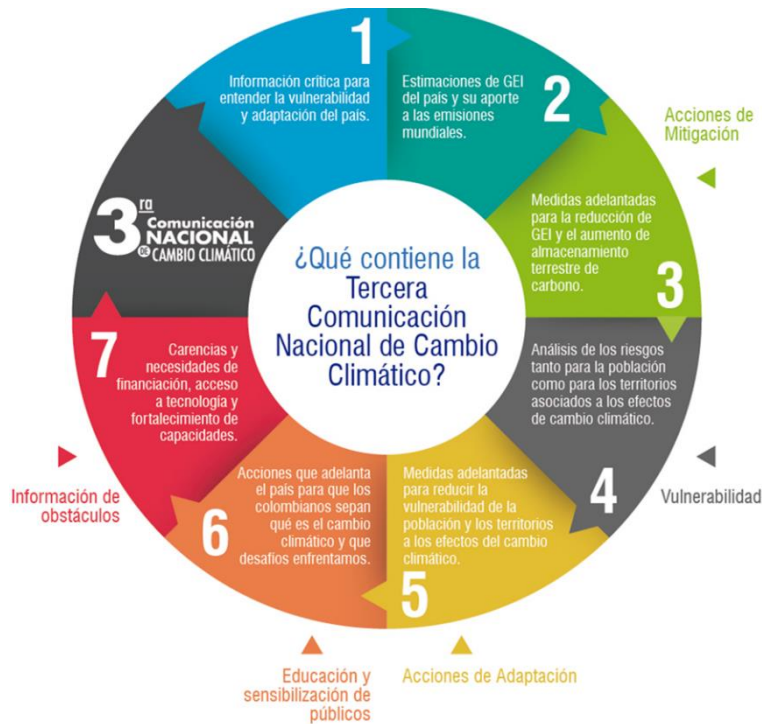 1
Información crítica para
entender la vulnerabilidad
y adaptación del país.
Estimaciones de GEI
del país y su aporte
a las emisiones
mundiales.
2
Acciones de
Mitigación
Medidas adelantadas
para la reducción de
GEI y el aumento de
almacenamiento
terrestre de
carbono.
3
Análisis de los riesgos
tanto para la población
como para los territorios
asociados a los efectos
de cambio climático.
4
Vulnerabilidad
Medidas adelantadas
para reducir la
vulnerabilidad de la
población y los territorios
a los efectos del cambio
climático.
5
Acciones de Adaptación
Acciones que adelanta
el país para que los
colombianos sepan
qué es el cambio
climático y que
desafíos enfrentamos.
6
Educación y
sensibilización de
públicos
7
Carencias y
necesidades de
financiación, acceso
a tecnología y
fortalecimiento de
capacidades.
Información de
obstáculos
3ra
Comunicación
NACIONAL
DE CAMBIO CLIMÁTICO
¿Qué contiene la
Tercera
Comunicación
Nacional de Cambio
Climático?